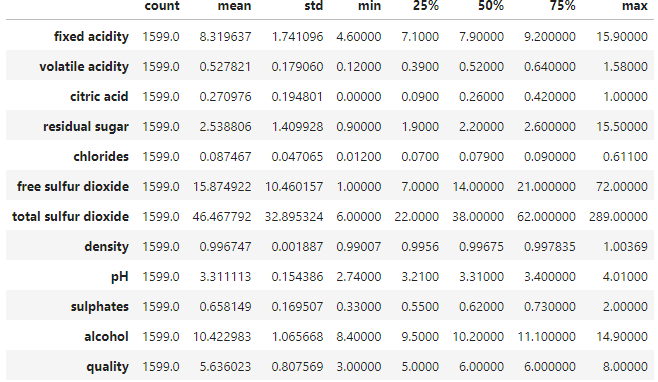 count mean std min 25% 50% 75% max
fixed acidity 1599.0 8.319637 1.741096 4.60000 7.1000 7.90000 9.200000 15.90000
volatile acidity 1599.0 0.527821 0.179060 0.12000 0.3900 0.52000 0.640000 1.58000
citric acid 1599.0 0.270976 0.194801 0.00000 0.0900 0.26000 0.420000 1.00000
residual sugar 1599.0 2.538806 1.409928 0.90000 1.9000 2.20000 2.600000 15.50000
chlorides 1599.0 0.087467 0.047065 0.01200 0.0700 0.07900 0.090000 0.61100
free sulfur dioxide 1599.0 15.874922 10.460157 1.00000 7.0000 14.00000 21.000000 72.00000
total sulfur dioxide 1599.0 46.467792 32.895324 6.00000 22.0000 38.00000 62.000000 289.00000
density 1599.0 0.996747 0.001887 0.99007 0.9956 0.99675 0.997835 1.00369
pH 1599.0 3.311113 0.154386 2.74000 3.2100 3.31000 3.400000 4.01000
sulphates 1599.0 0.658149 0.169507 0.33000 0.5500 0.62000 0.730000 2.00000
alcohol 1599.0 10.422983 1.065668 8.40000 9.5000 10.20000 11.100000 14.90000
quality 1599.0 5.636023 0.807569 3.00000 5.0000 6.00000 6.000000 8.00000